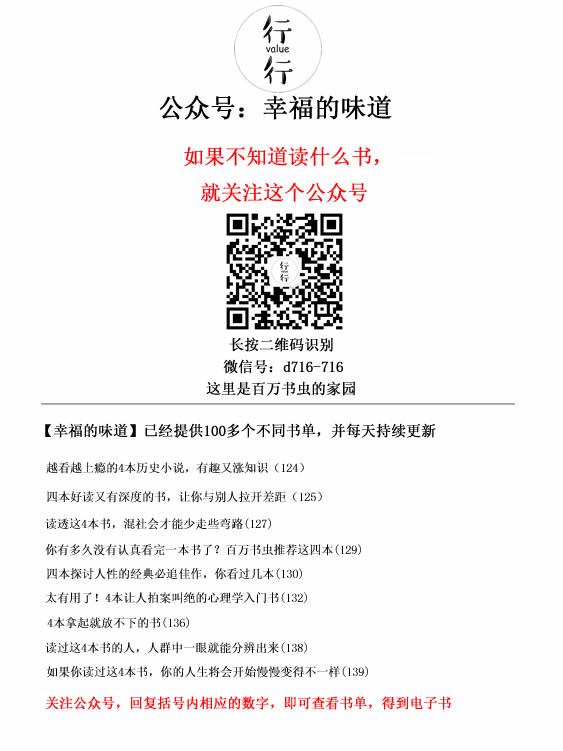 行
value
行
公众号：幸福的味道
如果不知道读什么书，
就关注这个公众号
行
value
行
长按二维码识别
微信号：d716-716
这里是百万书虫的家园
【幸福的味道】已经提供100多个不同书单，并每天持续更新
越看越上瘾的4本历史小说，有趣又涨知识（124）
四本好读又有深度的书，让你与别人拉开差距（125）
读透这4本书，混社会才能少走些弯路(127)
你有多久没有认真看完一本书了？百万书虫推荐这四本(129)
四本探讨人性的经典必追佳作，你看过几本(130)
太有用了！4本让人拍案叫绝的心理学入门书(132)
4本拿起就放不下的书(136)
读过这4本书的人，人群中一眼就能分辨出来(138)
如果你读过这4本书，你的人生将会开始慢慢变得不一样(139)
关注公众号，回复括号内相应的数字，即可查看书单，得到电子书